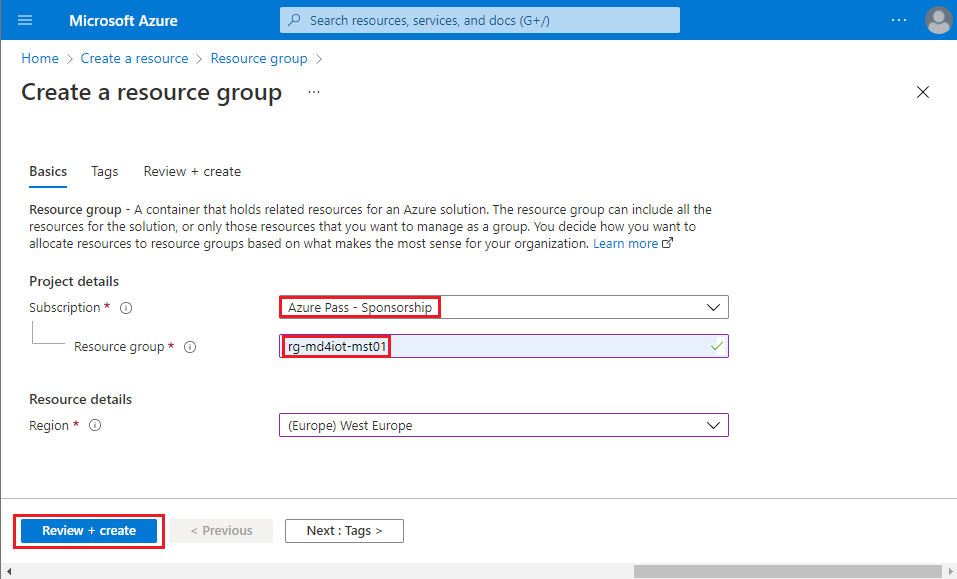 Microsoft Azure
Search resources, services, and docs (G+/)
...
Home > Create a resource > Resource group >
Create a resource group
...
Basics
Tags
Review + create
Resource group - A container that holds related resources for an Azure solution. The resource group can include all the
resources for the solution, or only those resources that you want to manage as a group. You decide how you want to
allocate resources to resource groups based on what makes the most sense for your organization. Learn more
Project details
Subscription *
Azure Pass - Sponsorship
Resource group *
rg-md4iot-mst01
Resource details
Region *
(Europe) West Europe
Review + create
< Previous
Next : Tags >